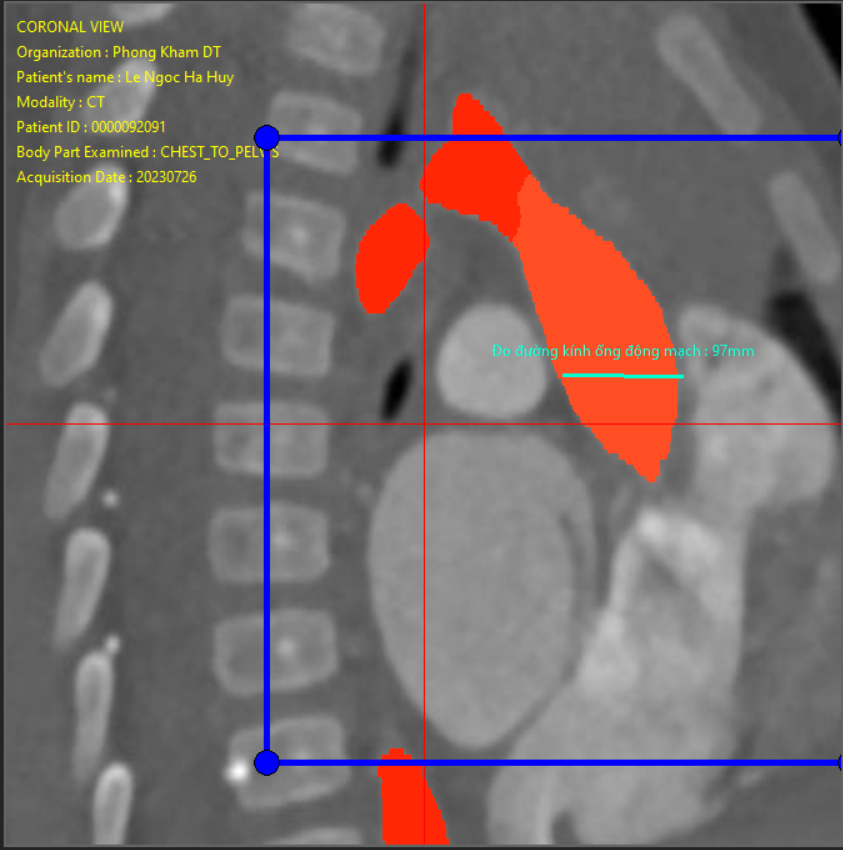 CORONAL VIEW
Organization : Phong Kham DT
Patient's name : Le Ngoc Ha Huy
Modality : CT
Patient ID : 0000092091
Body Part Examined : CHEST_TO_PELVIS
Acquisition Date : 20230726
Đo đường kính ống động mạch : 97mm